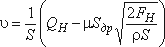 υ = 1/S (Q_H − μS_др √(2F_H/ρS))